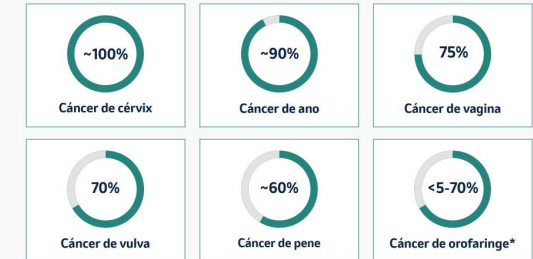 ~100%
Cáncer de cérvix
~90%
Cáncer de ano
75%
Cáncer de vagina
70%
Cáncer de vulva
~60%
Cáncer de pene
<5-70%
Cáncer de orofaringe*